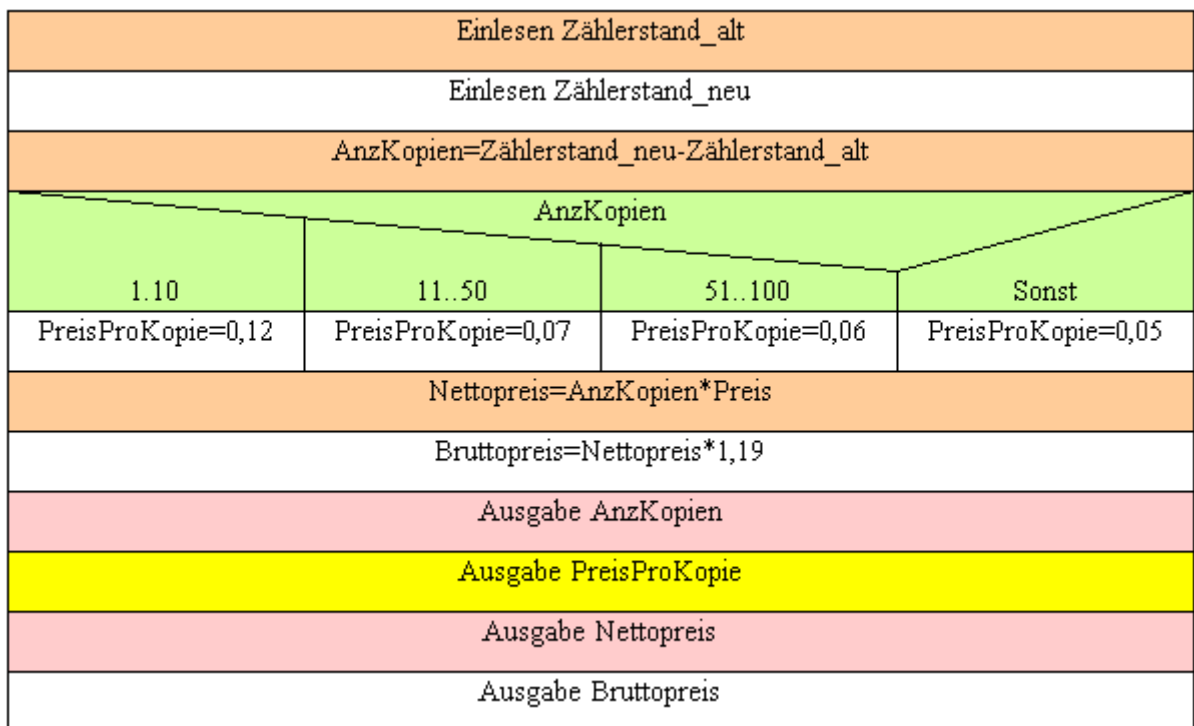 Einlesen Zählerstand_alt
Einlesen Zählerstand_neu
AnzKopien=Zählerstand_neu-Zählerstand_alt
AnzKopien
1.10 11..50 51..100 Sonst
PreisProKopie=0,12 PreisProKopie=0,07 PreisProKopie=0,06 PreisProKopie=0,05
Nettopreis=AnzKopien*Preis
Bruttopreis=Nettopreis*1,19
Ausgabe AnzKopien
Ausgabe PreisProKopie
Ausgabe Nettopreis
Ausgabe Bruttopreis